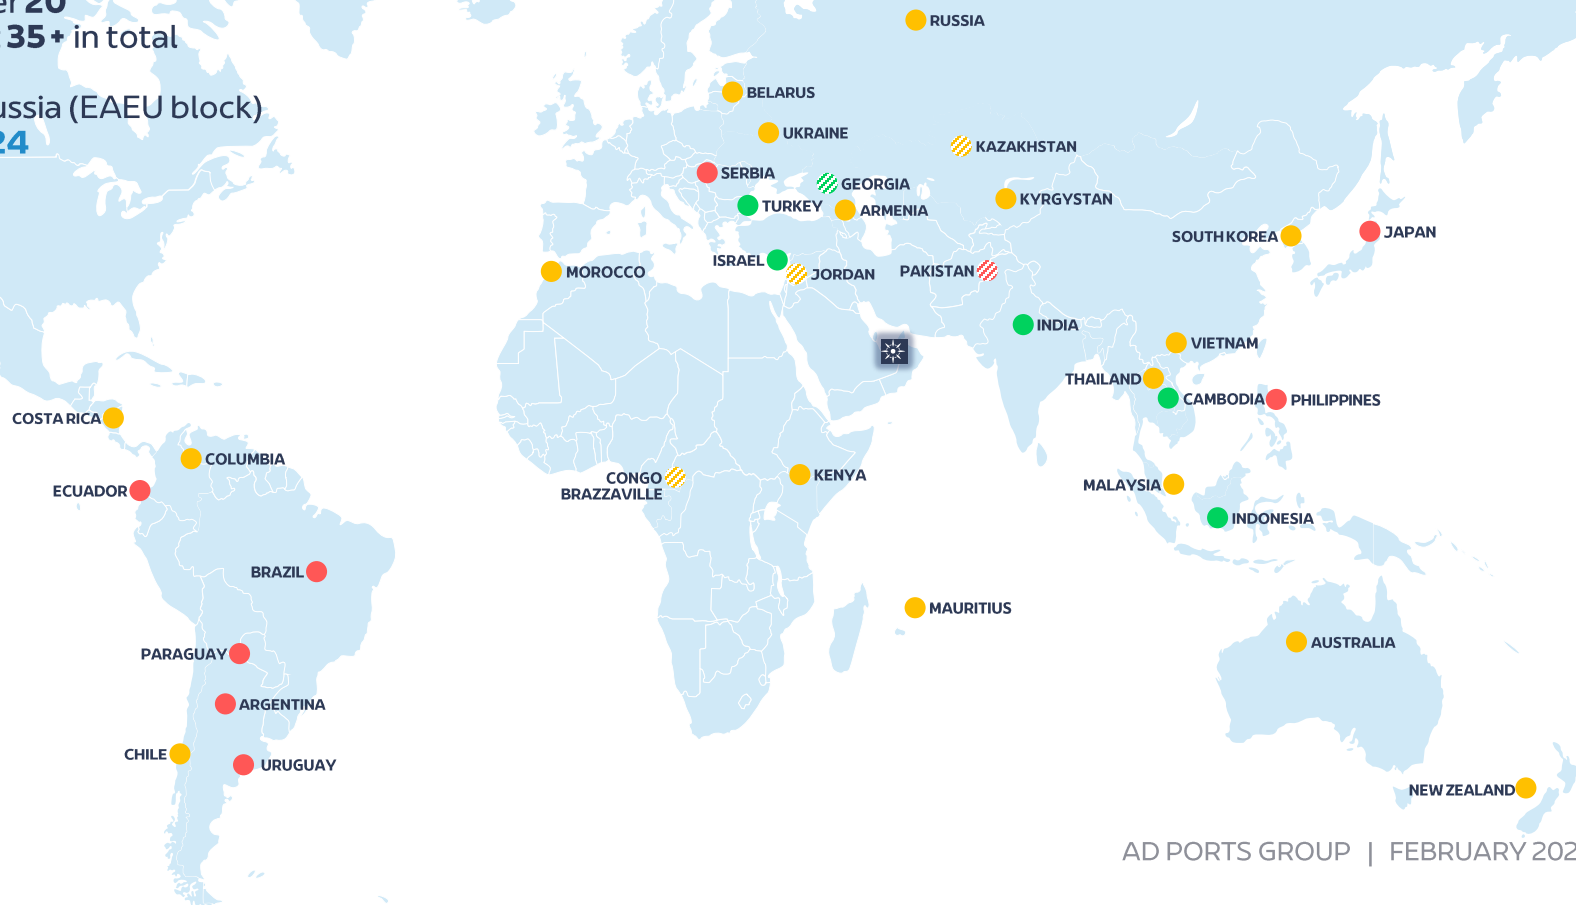 20
35+ in total
(EAEU block)
24
RUSSIA
BELARUS
UKRAINE
KAZAKHSTAN
SERBIA
GEORGIA
TURKEY
ARMENIA
KYRGYSTAN
SOUTH KOREA
JAPAN
ISRAEL
JORDAN
PAKISTAN
MOROCCO
INDIA
VIETNAM
THAILAND
CAMBODIA
PHILIPPINES
COSTA RICA
COLUMBIA
ECUADOR
CONGO
BRAZZAVILLE
KENYA
MALAYSIA
INDONESIA
BRAZIL
MAURITIUS
AUSTRALIA
PARAGUAY
ARGENTINA
CHILE
URUGUAY
NEW ZEALAND
AD PORTS GROUP | FEBRUARY 202